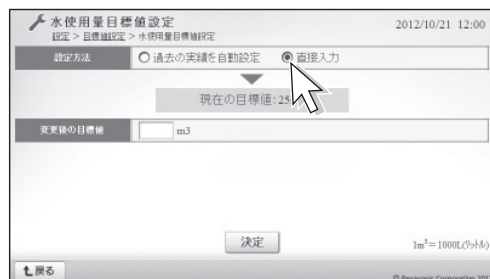 水使用量目標値設定
2012/10/21 12:00
設定 > 目標値設定 > 水使用量目標値設定
設定方法
過去の実績を自動設定 直接入力
現在の目標値:25
変更後の目標値 m3
決定
1m³=1000L(リットル)
戻る
© Panasonic Corporation 201